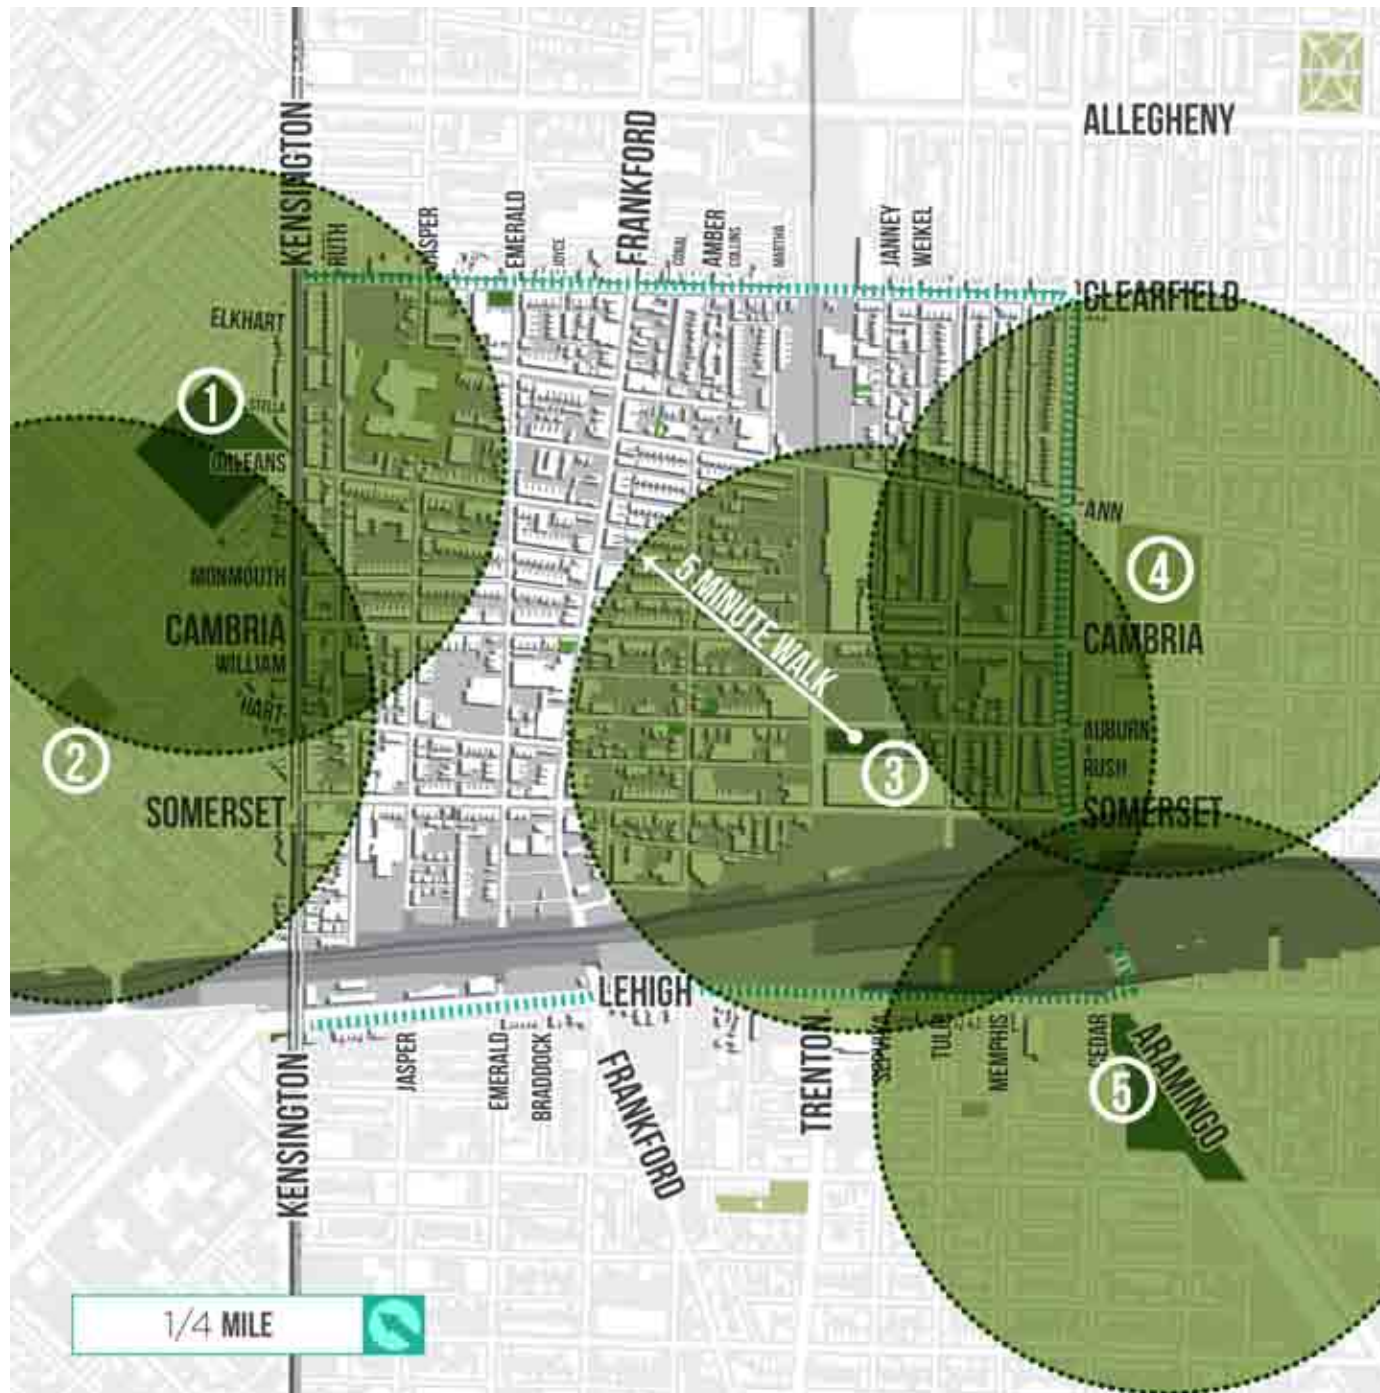 ALLEGHENY
KENSINGTON
FRANKFORD
RUTH
JASPER
EMERALD
JOYCE
AMBER
COLLINS
MARTHA
JANNEY
WEIKEL
CLEARFIELD
ELKHART
1
STELLA
ORLEANS
ANN
4
5 MINUTE WALK
MONMOUTH
CAMBRIA
WILLIAM
HART
CAMBRIA
2
3
AUBURN
RUSH
SOMERSET
SOMERSET
LEHIGH
JASPER
EMERALD
BRADDOCK
FRANKFORD
TRENTON
TULIP
MEMPHIS
CEDAR
ARAMINGO
5
KENSINGTON
1/4 MILE